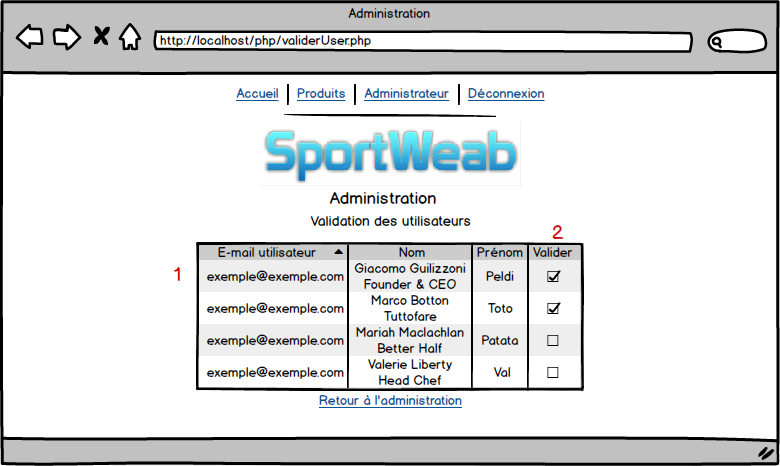 Administration
http://localhost/php/validerUser.php
Accueil Produits Administrateur Déconnexion
SportWeab
Administration
Validation des utilisateurs
2
E-mail utilisateur Nom Prénom Valider
1
exemple@exemple.com Giacomo Guilizzoni Peldi
Founder & CEO
exemple@exemple.com Marco Botton Toto
Tuttofare
exemple@exemple.com Mariah Maclachlan Patata
Better Half
exemple@exemple.com Valerie Liberty Val
Head Chef
Retour à l'administration